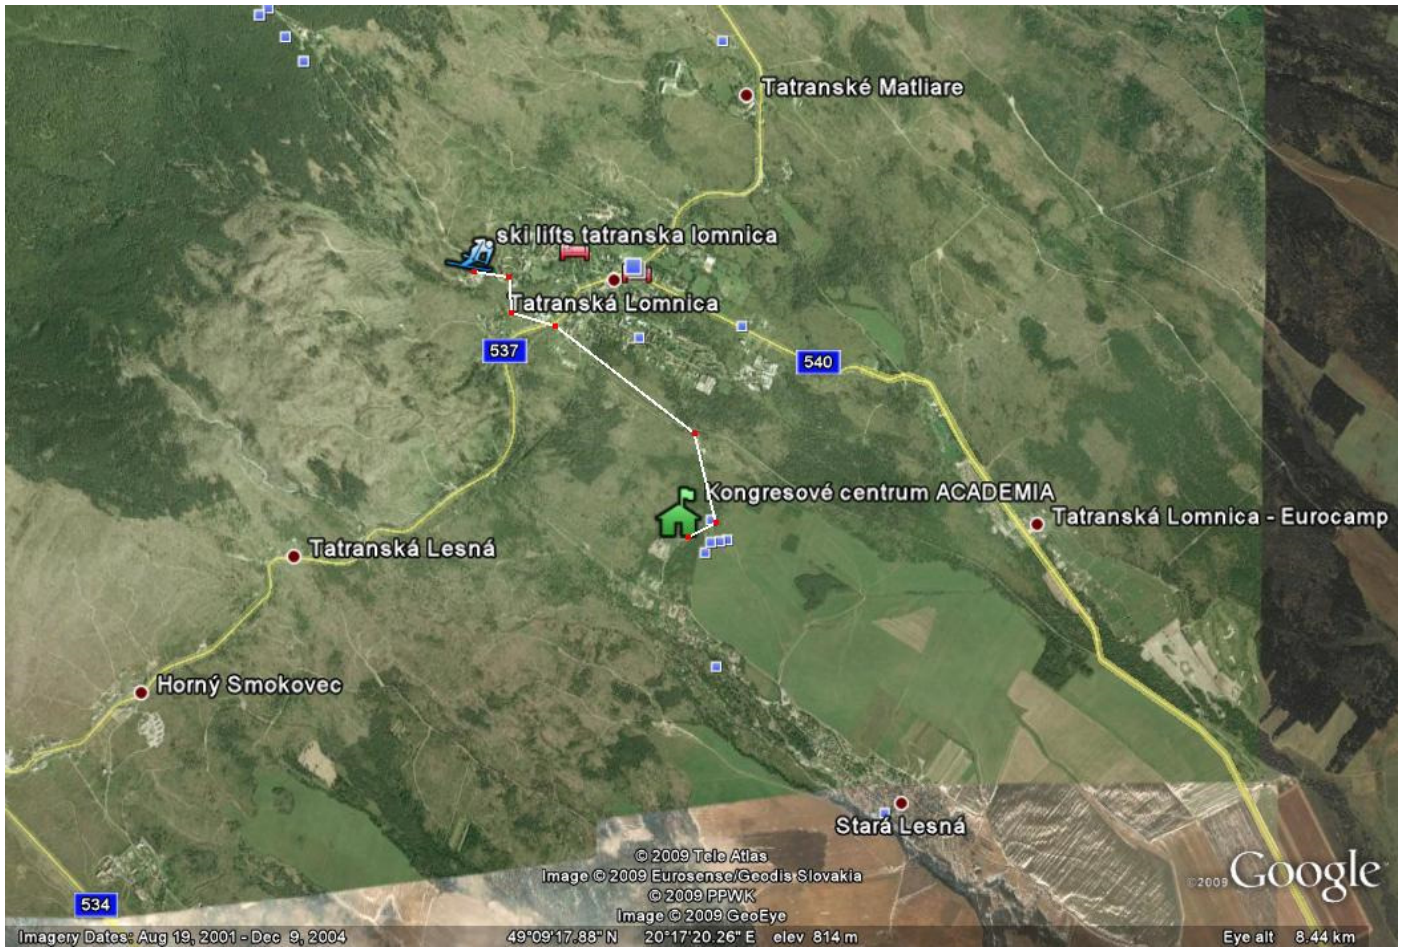 Tatranské Matliare
ski lifts tatranska lomnica
Tatranská Lomnica
537
540
Kongresové centrum ACADEMIA
Tatranská Lomnica - Eurocamp
Tatranská Lesná
Horný Smokovec
Stará Lesná
© 2009 Tele Atlas
Image © 2009 Eurosense/Geodis Slovakia
© 2009 PPWK
Image © 2009 GeoEye
©2009 Google
534
Imagery Dates: Aug 19, 2001 - Dec 9, 2004 49°09'17.88" N 20°17'20.26" E elev 814 m Eye alt 8.44 km